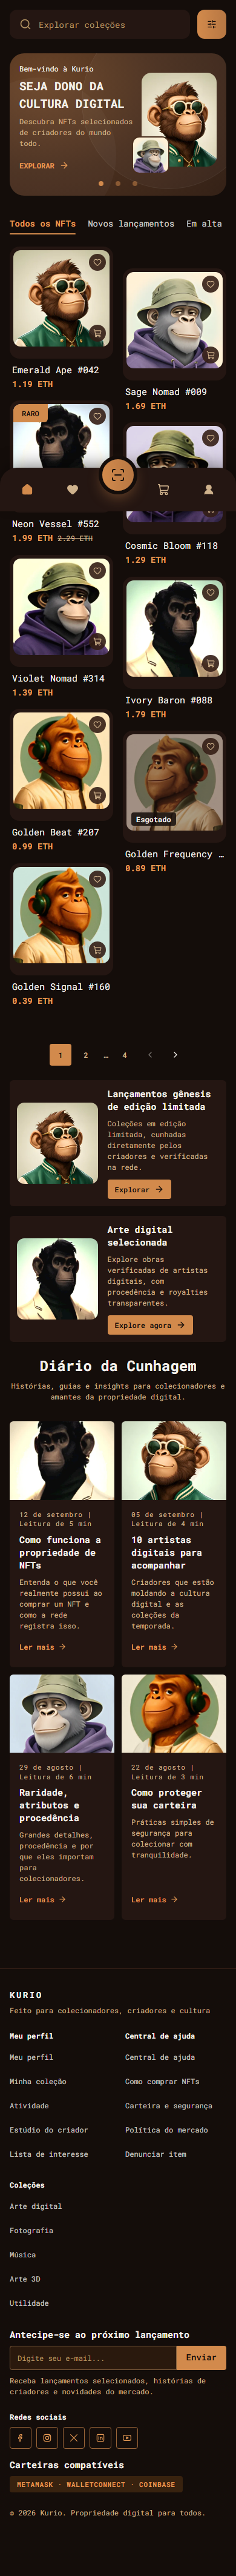 Explorar coleções
Bem-vindo à Kurio
SEJA DONO DA
CULTURA DIGITAL
Descubra NFTs selecionados
de criadores do mundo
todo.
EXPLORAR
Todos os NFTs
Novos lançamentos
Em alta
Emerald Ape #042
1.19 ETH
Sage Nomad #009
1.69 ETH
RARO
Neon Vessel #552
1.99 ETH 2.29 ETH
Cosmic Bloom #118
1.29 ETH
Violet Nomad #314
1.39 ETH
Ivory Baron #088
1.79 ETH
Golden Beat #207
0.99 ETH
Esgotado
Golden Frequency …
0.89 ETH
Golden Signal #160
0.39 ETH
1 2 … 4
Lançamentos gênesis
de edição limitada
Coleções em edição
limitada, cunhadas
diretamente pelos
criadores e verificadas
na rede.
Explorar
Arte digital
selecionada
Explore obras
verificadas de artistas
digitais, com
procedência e royalties
transparentes.
Explore agora
Diário da Cunhagem
Histórias, guias e insights para colecionadores e
amantes da propriedade digital.
12 de setembro |
Leitura de 5 min
Como funciona a
propriedade de
NFTs
Entenda o que você
realmente possui ao
comprar um NFT e
como a rede
registra isso.
Ler mais
05 de setembro |
Leitura de 4 min
10 artistas
digitais para
acompanhar
Criadores que estão
moldando a cultura
digital e as
coleções da
temporada.
Ler mais
29 de agosto |
Leitura de 6 min
Raridade,
atributos e
procedência
Grandes detalhes,
procedência e por
que eles importam
para
colecionadores.
Ler mais
22 de agosto |
Leitura de 3 min
Como proteger
sua carteira
Práticas simples de
segurança para
colecionar com
tranquilidade.
Ler mais
KURIO
Feito para colecionadores, criadores e cultura
Meu perfil
Meu perfil
Minha coleção
Atividade
Estúdio do criador
Lista de interesse
Central de ajuda
Central de ajuda
Como comprar NFTs
Carteira e segurança
Política do mercado
Denunciar item
Coleções
Arte digital
Fotografia
Música
Arte 3D
Utilidade
Antecipe-se ao próximo lançamento
Digite seu e-mail...
Enviar
Receba lançamentos selecionados, histórias de
criadores e novidades do mercado.
Redes sociais
Carteiras compatíveis
METAMASK · WALLETCONNECT · COINBASE
© 2026 Kurio. Propriedade digital para todos.